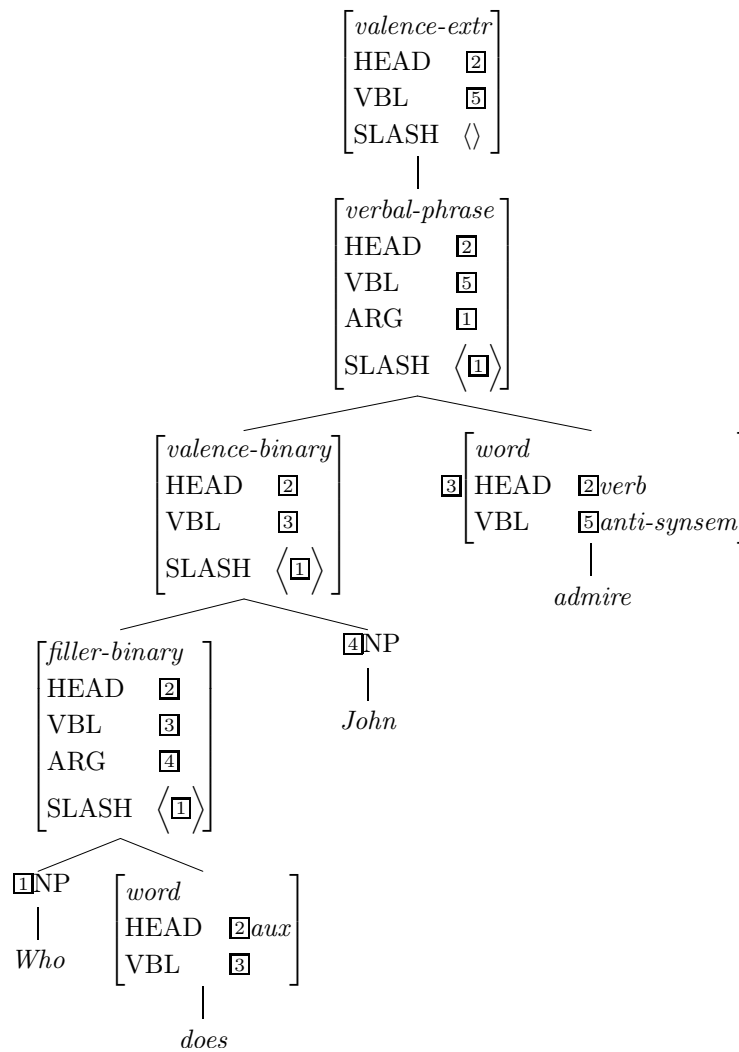 valence-extr
HEAD 2
VBL 5
SLASH ⟨⟩
verbal-phrase
HEAD 2
VBL 5
ARG 1
SLASH ⟨1⟩
valence-binary
HEAD 2
VBL 3
SLASH ⟨1⟩
3 word
HEAD 2verb
VBL 5anti-synsem
admire
filler-binary
HEAD 2
VBL 3
ARG 4
SLASH ⟨1⟩
4NP
John
1NP
Who
word
HEAD 2aux
VBL 3
does